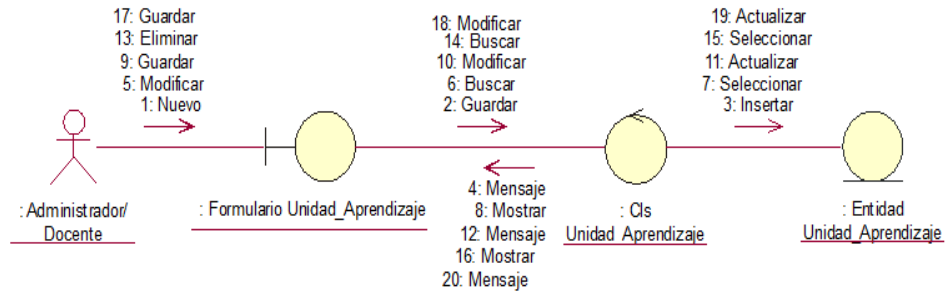 17: Guardar
13: Eliminar
9: Guardar
5: Modificar
1: Nuevo
18: Modificar
14: Buscar
10: Modificar
6: Buscar
2: Guardar
19: Actualizar
15: Seleccionar
11: Actualizar
7: Seleccionar
3: Insertar
4: Mensaje
8: Mostrar
12: Mensaje
16: Mostrar
20: Mensaje
: Administrador/
Docente
: Formulario Unidad_Aprendizaje
: Cls
Unidad Aprendizaje
: Entidad
Unidad_Aprendizaje